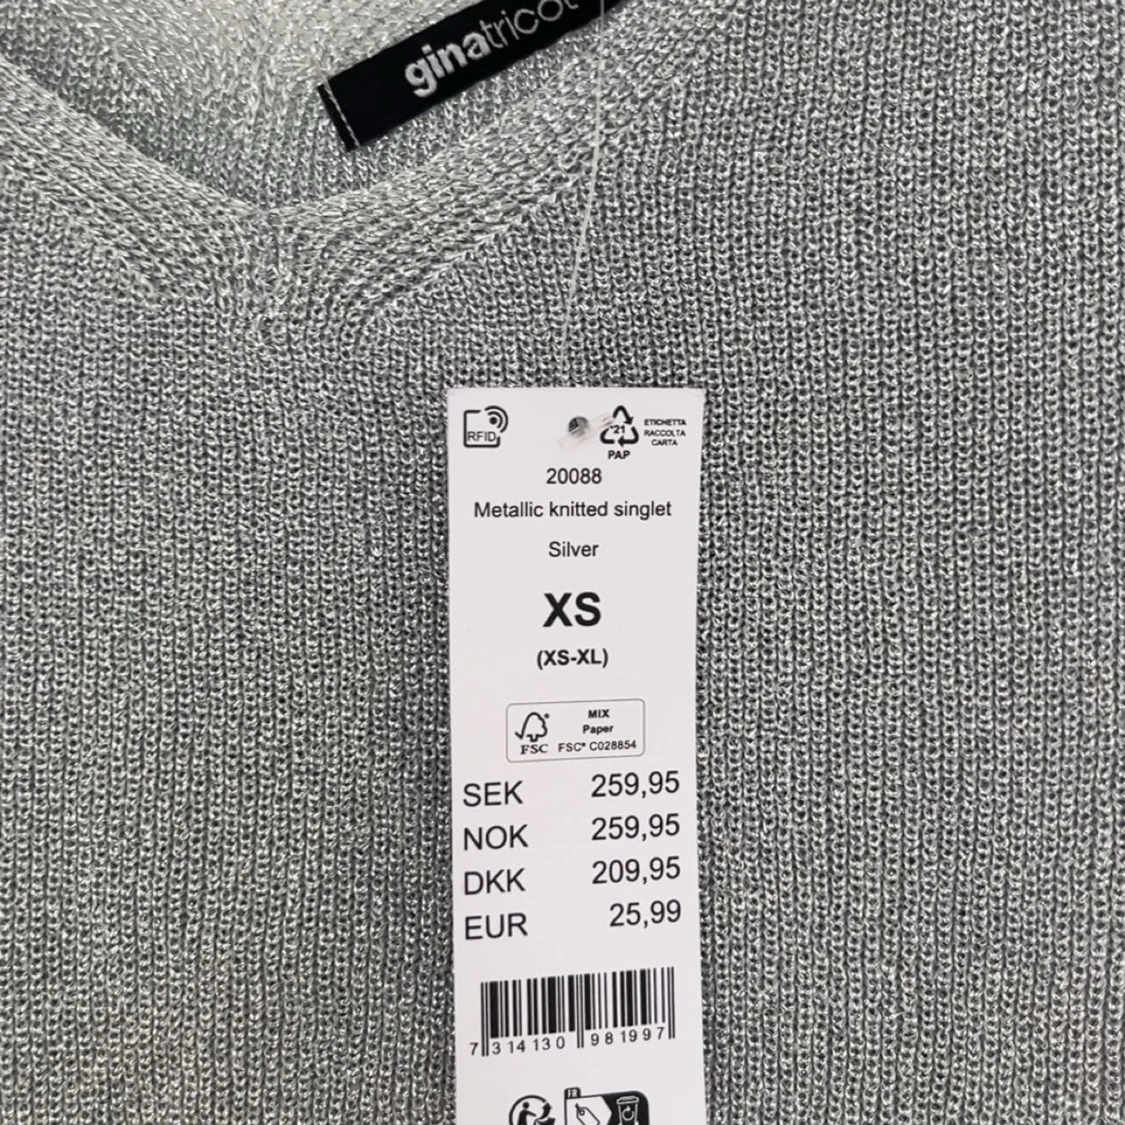 ginatricot
RFID
21
PAP
ETICHETTA
RACCOLTA
CARTA
20088
Metallic knitted singlet
Silver
XS
(XS-XL)
FSC
MIX
Paper
FSC® C028854
SEK 259,95
NOK 259,95
DKK 209,95
EUR 25,99
7 314130 981997
FR